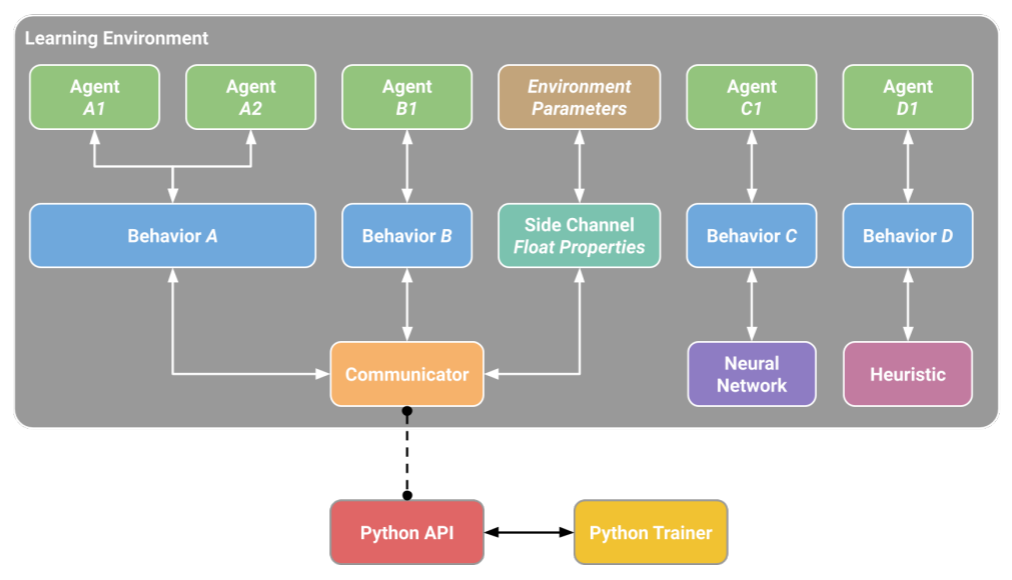 Learning Environment
Agent
A1
Agent
A2
Agent
B1
Environment
Parameters
Agent
C1
Agent
D1
Behavior A
Behavior B
Side Channel
Float Properties
Behavior C
Behavior D
Communicator
Neural
Network
Heuristic
Python API
Python Trainer